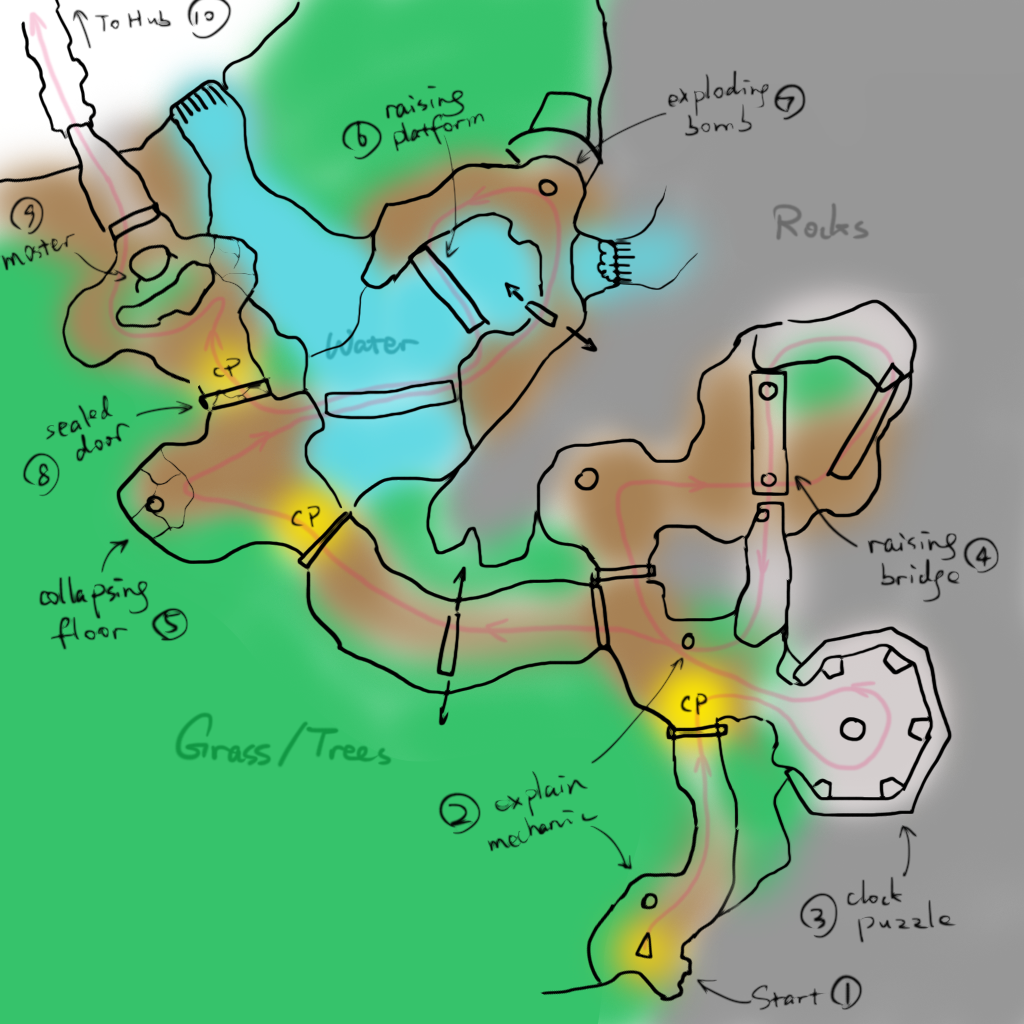 To Hub ⑩
⑥ raising
platform
exploding ⑦
bomb
⑨
master
Rocks
Water
CP
sealed
door
⑧
CP
raising ④
bridge
collapsing
floor ⑤
CP
Grass/Trees
② explain
mechanic
③ clock
puzzle
Start ①